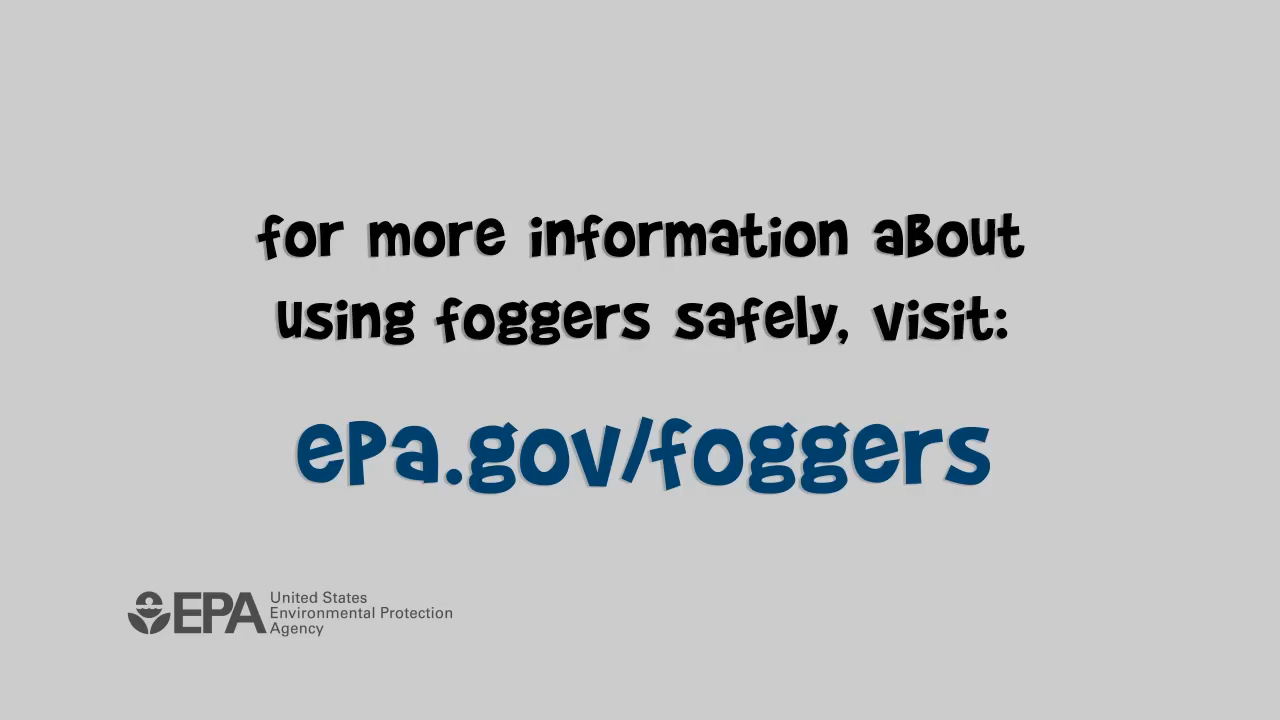 for more information about
using foggers safely, visit:
epa.gov/foggers
EPA United States
Environmental Protection
Agency